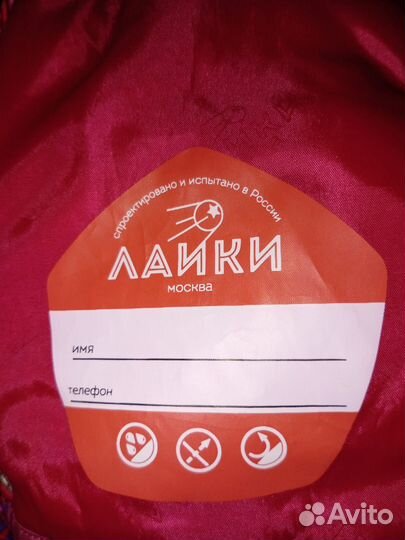 спроектировано и испытано в России
ЛАЙКИ
москва
имя
телефон
Avito